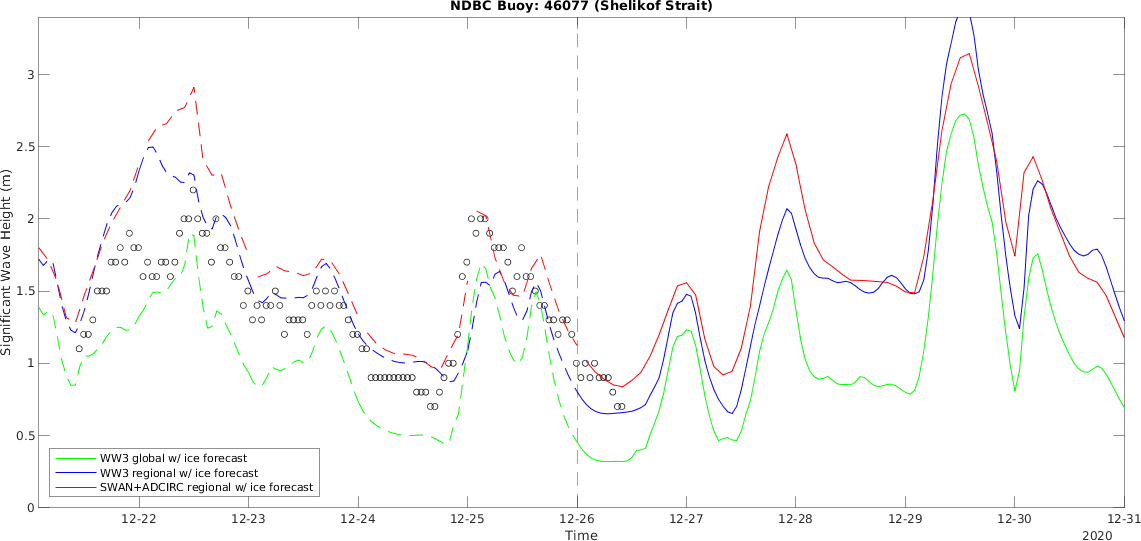 NDBC Buoy: 46077 (Shelikof Strait)
Significant Wave Height (m)
3
2.5
2
1.5
1
0.5
0
WW3 global w/ ice forecast
WW3 regional w/ ice forecast
SWAN+ADCIRC regional w/ ice forecast
12-22 12-23 12-24 12-25 12-26 12-27 12-28 12-29 12-30 12-31
Time
2020